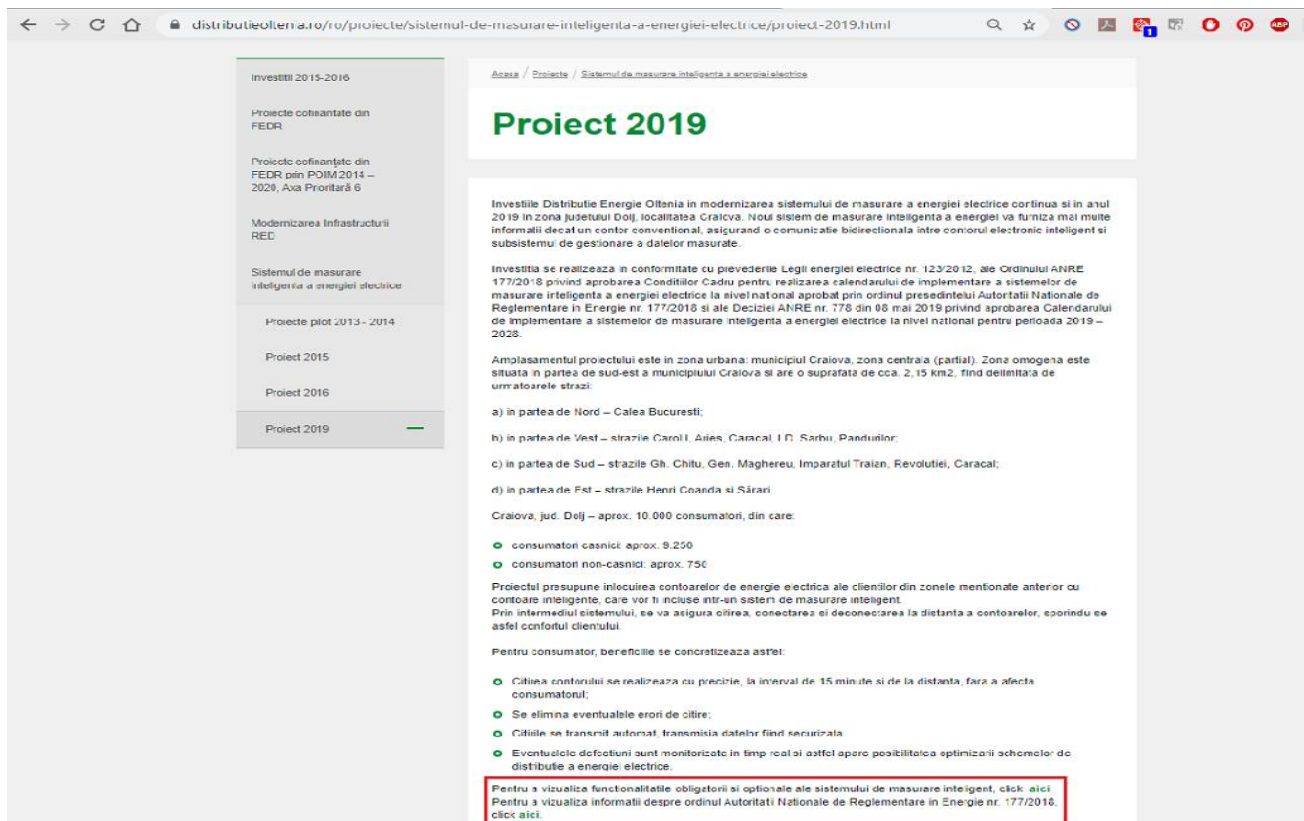 distributieoltenia.ro/ro/proiecte/sistemul-de-masurare-inteligenta-a-energiei-electrice/proiect-2019.html
1
ABP
Investitii 2015-2016
Acasa / Proiecte / Sistemul de masurare inteligenta a energiei electrice
Proiecte cofinantate din
FEDR
Proiect 2019
Proiecte cofinanțate din
FEDR prin POIM 2014 –
2020, Axa Prioritară 6
Modernizarea Infrastructurii
RED
Sistemul de masurare
inteligenta a energiei electrice
Proiecte pilot 2013 - 2014
Proiect 2015
Proiect 2016
Proiect 2019
Investiile Distributie Energie Oltenia in modernizarea sistemului de masurare a energiei electrice continua si in anul
2019 in zona judetului Dolj, localitatea Craiova. Noul sistem de masurare inteligenta a energiei va furniza mai multe
informatii decat un contor conventional, asigurand o comunicatie bidirectionala intre contorul electronic inteligent si
subsistemul de gestionare a datelor masurate.
Investitia se realizeaza in conformitate cu prevederile Legii energiei electrice nr. 123/2012, ale Ordinului ANRE
177/2018 privind aprobarea Conditiilor Cadru pentru realizarea calendarului de implementare a sistemelor de
masurare inteligenta a energiei electrice la nivel national aprobat prin ordinul presedintelui Autoritatii Nationale de
Reglementare in Energie nr. 177/2018 si ale Deciziei ANRE nr. 778 din 08 mai 2019 privind aprobarea Calendarului
de implementare a sistemelor de masurare inteligenta a energiei electrice la nivel national pentru perioada 2019 –
2028.
Amplasamentul proiectului este in zona urbana: municipiul Craiova, zona centrala (partial). Zona omogena este
situata in partea de sud-est a municipiului Craiova si are o suprafata de cca. 2,15 km2, fiind delimitata de
urmatoarele strazi:
a) in partea de Nord – Calea Bucuresti;
b) in partea de Vest – strazile Carol I, Aries, Caracal, I.D. Sarbu, Pandurilor;
c) in partea de Sud – strazile Gh. Chitu, Gen. Maghereu, Imparatul Traian, Revolutiei, Caracal;
d) in partea de Est – strazile Henri Coanda si Sărari
Craiova, jud. Dolj – aprox. 10.000 consumatori, din care:
consumatori casnici: aprox. 9.250
consumatori non-casnici: aprox. 750
Proiectul presupune inlocuirea contoarelor de energie electrica ale clientilor din zonele mentionate anterior cu
contoare inteligente, care vor fi incluse intr-un sistem de masurare inteligent.
Prin intermediul sistemului, se va asigura citirea, conectarea si deconectarea la distanta a contoarelor, sporindu se
asfel confortul clientului.
Pentru consumator, beneficiile se concretizeaza astfel:
Citirea contorului se realizeaza cu precizie, la interval de 15 minute si de la distanta, fara a afecta
consumatorul;
Se elimina eventualele erori de citire;
Citirile se transmit automat, transmisia datelor fiind securizata
Eventualele defectiuni sunt monitorizate in timp real si astfel apare posibilitatea optimizarii schemelor de
distributie a energiei electrice.
Pentru a vizualiza functionalitatile obligatorii si optionale ale sistemului de masurare inteligent, click aici
Pentru a vizualiza informatii despre ordinul Autoritatii Nationale de Reglementare in Energie nr. 177/2018,
click aici.